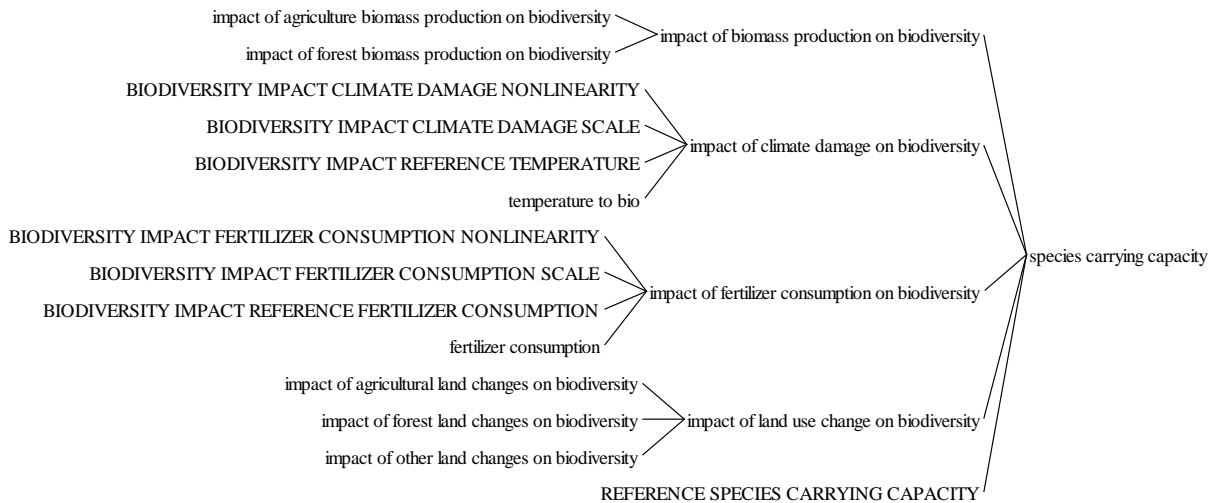 impact of agriculture biomass production on biodiversity
impact of forest biomass production on biodiversity
impact of biomass production on biodiversity
BIODIVERSITY IMPACT CLIMATE DAMAGE NONLINEARITY
BIODIVERSITY IMPACT CLIMATE DAMAGE SCALE
BIODIVERSITY IMPACT REFERENCE TEMPERATURE
temperature to bio
impact of climate damage on biodiversity
BIODIVERSITY IMPACT FERTILIZER CONSUMPTION NONLINEARITY
BIODIVERSITY IMPACT FERTILIZER CONSUMPTION SCALE
BIODIVERSITY IMPACT REFERENCE FERTILIZER CONSUMPTION
fertilizer consumption
impact of fertilizer consumption on biodiversity
impact of agricultural land changes on biodiversity
impact of forest land changes on biodiversity
impact of other land changes on biodiversity
impact of land use change on biodiversity
REFERENCE SPECIES CARRYING CAPACITY
species carrying capacity